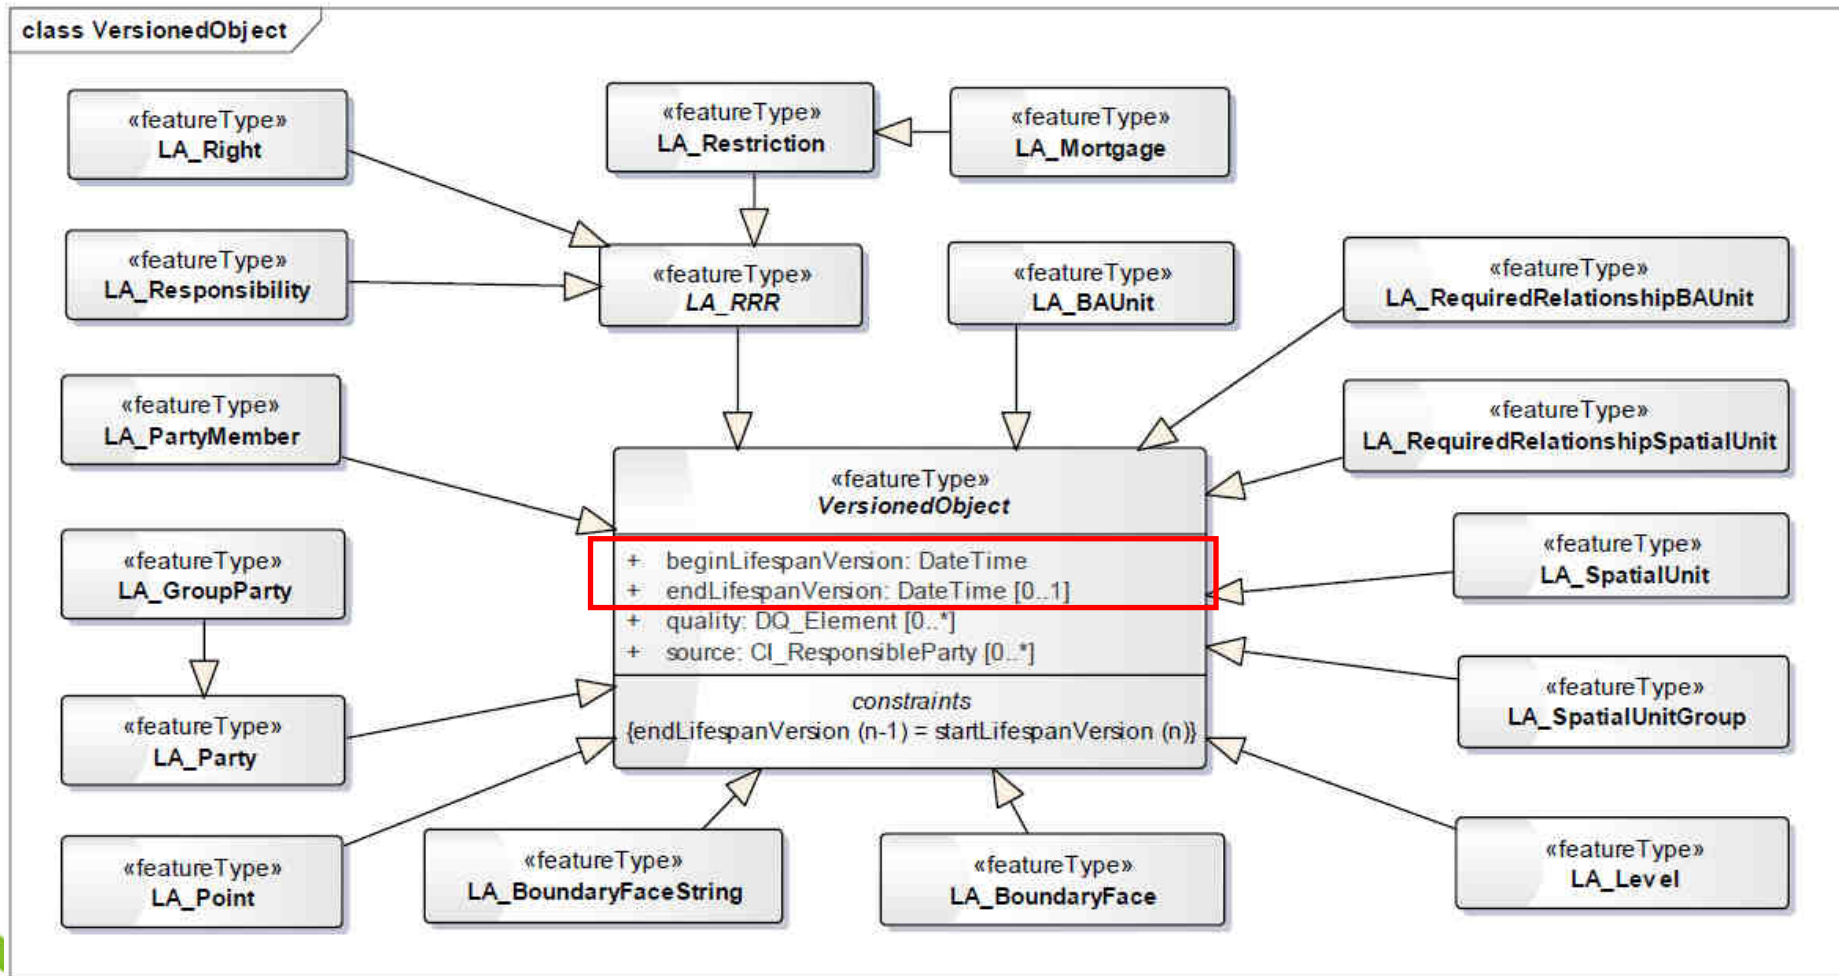 class VersionedObject
«featureType»
LA_Right
«featureType»
LA_Restriction
«featureType»
LA_Mortgage
«featureType»
LA_Responsibility
«featureType»
LA_RRR
«featureType»
LA_BAUnit
«featureType»
LA_RequiredRelationshipBAUnit
«featureType»
LA_PartyMember
«featureType»
LA_RequiredRelationshipSpatialUnit
«featureType»
VersionedObject
+ beginLifespanVersion: DateTime
+ endLifespanVersion: DateTime [0..1]
+ quality: DQ_Element [0..*]
+ source: CI_ResponsibleParty [0..*]
constraints
{endLifespanVersion (n-1) = startLifespanVersion (n)}
«featureType»
LA_GroupParty
«featureType»
LA_SpatialUnit
«featureType»
LA_Party
«featureType»
LA_SpatialUnitGroup
«featureType»
LA_Point
«featureType»
LA_BoundaryFaceString
«featureType»
LA_BoundaryFace
«featureType»
LA_Level